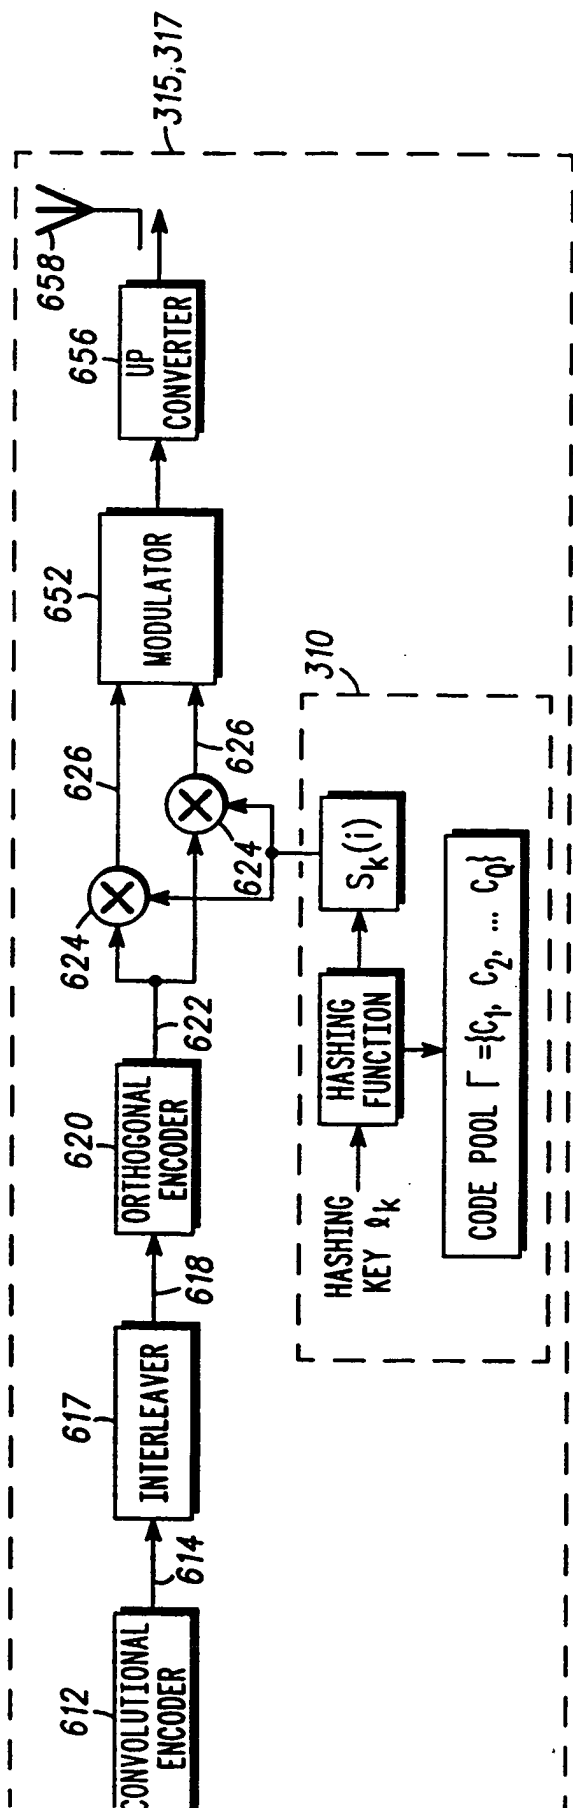 315,317
612
CONVOLUTIONAL
ENCODER
614
617
INTERLEAVER
618
620
ORTHOGONAL
ENCODER
622
624
624
626
626
652
MODULATOR
656
UP
CONVERTER
658
310
HASHING
KEY ℓk
HASHING
FUNCTION
Sk(i)
CODE POOL Γ ={C1, C2, ... CQ}